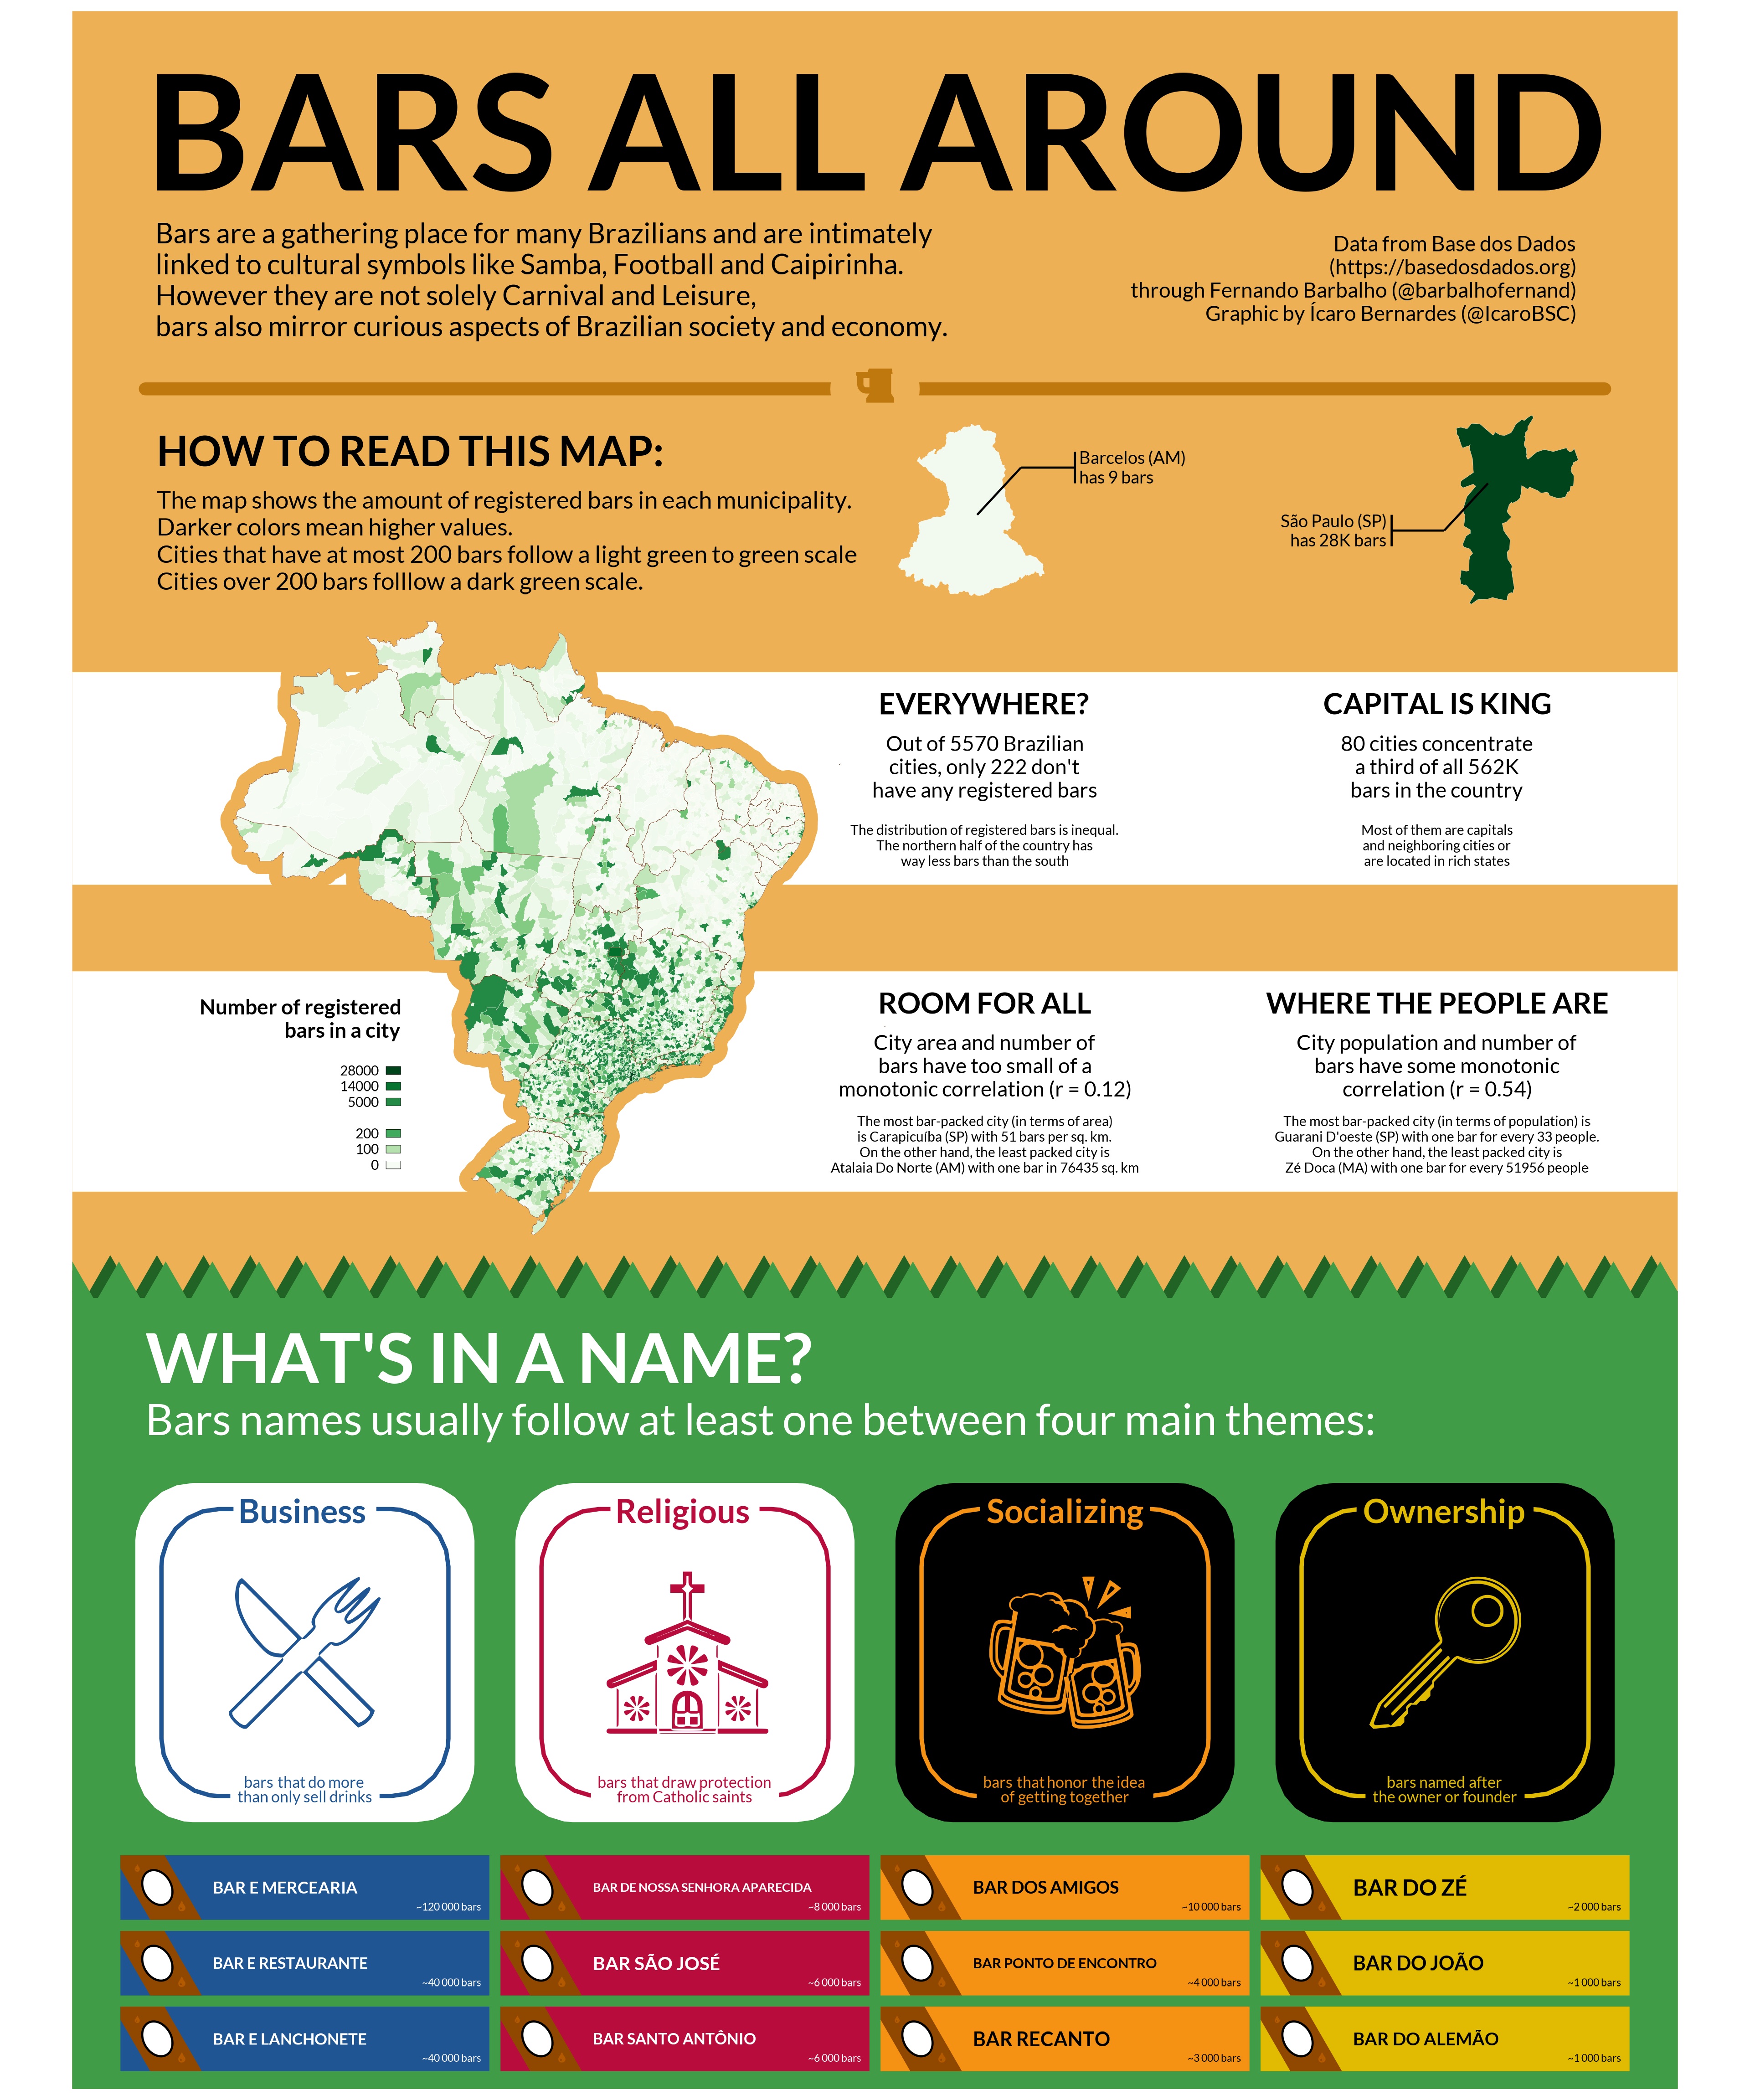 BARS ALL AROUND
Bars are a gathering place for many Brazilians and are intimately
linked to cultural symbols like Samba, Football and Caipirinha.
However they are not solely Carnival and Leisure,
bars also mirror curious aspects of Brazilian society and economy.
Data from Base dos Dados
(https://basedosdados.org)
through Fernando Barbalho (@barbalhofernand)
Graphic by Ícaro Bernardes (@IcaroBSC)
HOW TO READ THIS MAP:
The map shows the amount of registered bars in each municipality.
Darker colors mean higher values.
Cities that have at most 200 bars follow a light green to green scale
Cities over 200 bars folllow a dark green scale.
Barcelos (AM)
has 9 bars
São Paulo (SP)
has 28K bars
EVERYWHERE?
Out of 5570 Brazilian
cities, only 222 don't
have any registered bars
The distribution of registered bars is inequal.
The northern half of the country has
way less bars than the south
CAPITAL IS KING
80 cities concentrate
a third of all 562K
bars in the country
Most of them are capitals
and neighboring cities or
are located in rich states
Number of registered
bars in a city
28000
14000
5000
200
100
0
ROOM FOR ALL
City area and number of
bars have too small of a
monotonic correlation (r = 0.12)
The most bar-packed city (in terms of area)
is Carapicuíba (SP) with 51 bars per sq. km.
On the other hand, the least packed city is
Atalaia Do Norte (AM) with one bar in 76435 sq. km
WHERE THE PEOPLE ARE
City population and number of
bars have some monotonic
correlation (r = 0.54)
The most bar-packed city (in terms of population) is
Guarani D'oeste (SP) with one bar for every 33 people.
On the other hand, the least packed city is
Zé Doca (MA) with one bar for every 51956 people
WHAT'S IN A NAME?
Bars names usually follow at least one between four main themes:
Business
bars that do more
than only sell drinks
Religious
bars that draw protection
from Catholic saints
Socializing
bars that honor the idea
of getting together
Ownership
bars named after
the owner or founder
BAR E MERCEARIA
~120 000 bars
BAR DE NOSSA SENHORA APARECIDA
~8 000 bars
BAR DOS AMIGOS
~10 000 bars
BAR DO ZÉ
~2 000 bars
BAR E RESTAURANTE
~40 000 bars
BAR SÃO JOSÉ
~6 000 bars
BAR PONTO DE ENCONTRO
~4 000 bars
BAR DO JOÃO
~1 000 bars
BAR E LANCHONETE
~40 000 bars
BAR SANTO ANTÔNIO
~6 000 bars
BAR RECANTO
~3 000 bars
BAR DO ALEMÃO
~1 000 bars